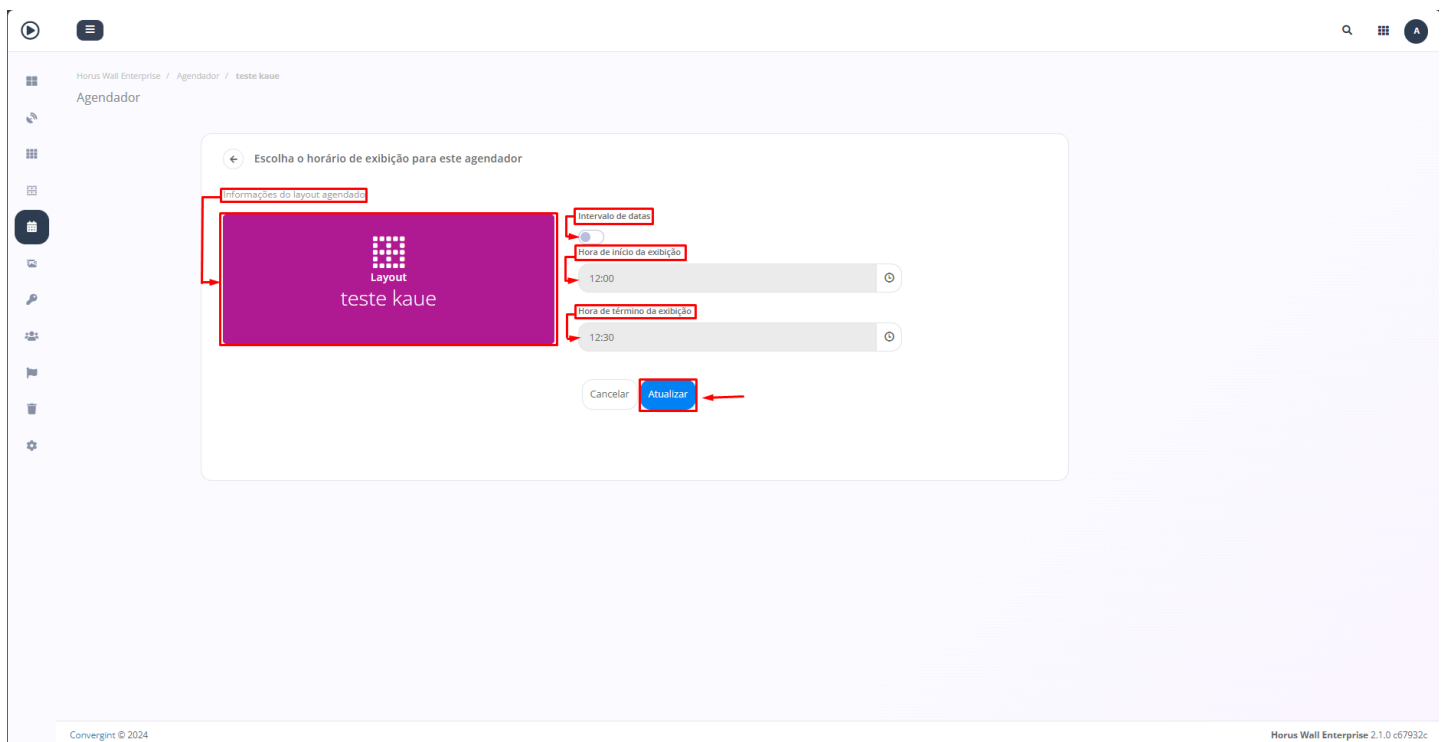 A
Horus Wall Enterprise / Agendador / teste kaue
Agendador
Escolha o horário de exibição para este agendador
Informações do layout agendado
Layout
teste kaue
Intervalo de datas
Hora de início da exibição
12:00
Hora de término da exibição
12:30
Cancelar
Atualizar
Convergint © 2024
Horus Wall Enterprise 2.1.0 c67932c